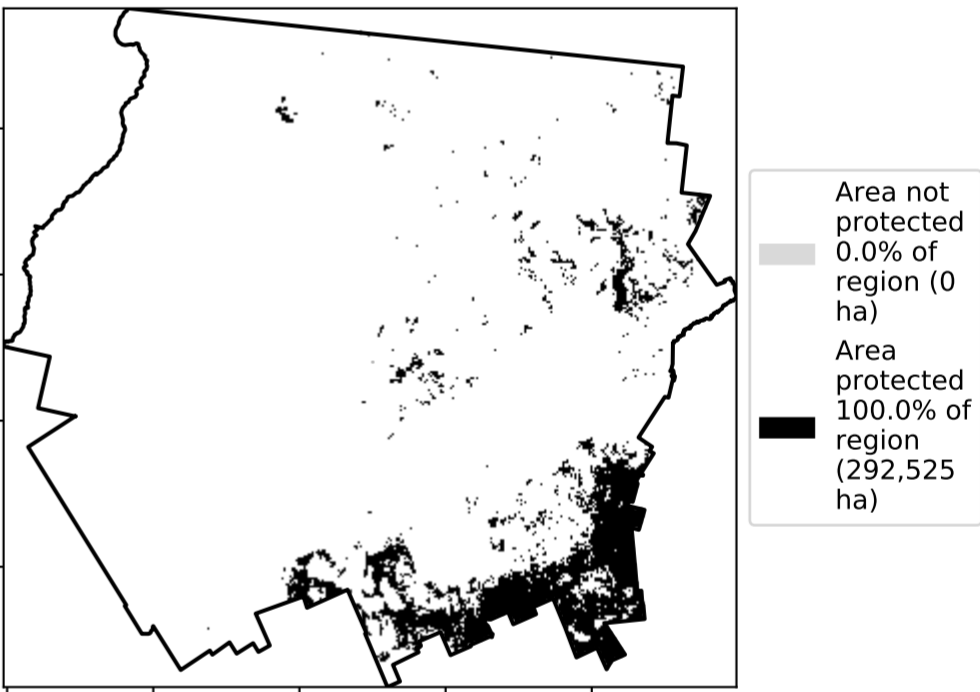 Area not
protected
0.0% of
region (0
ha)
Area
protected
100.0% of
region
(292,525
ha)